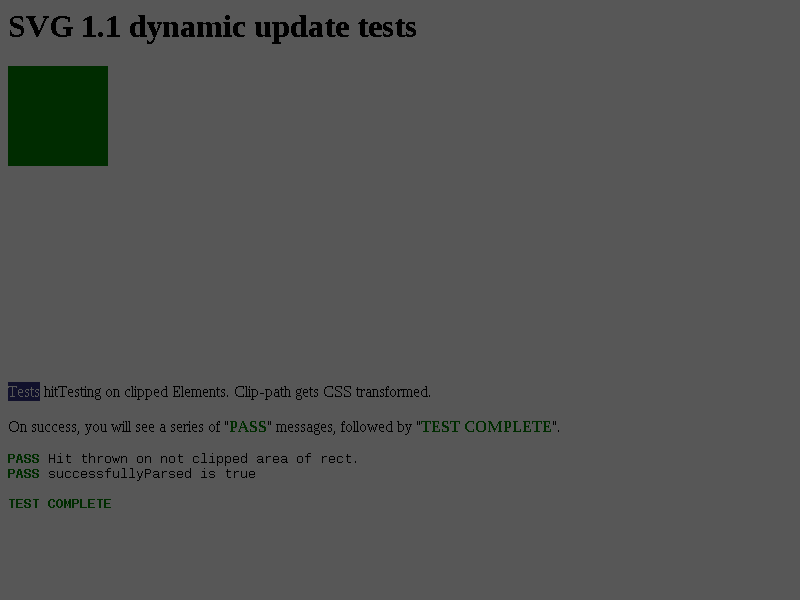 SVG 1.1 dynamic update tests
Tests hitTesting on clipped Elements. Clip-path gets CSS transformed.
On success, you will see a series of "PASS" messages, followed by "TEST COMPLETE".
PASS Hit thrown on not clipped area of rect.
PASS successfullyParsed is true
TEST COMPLETE